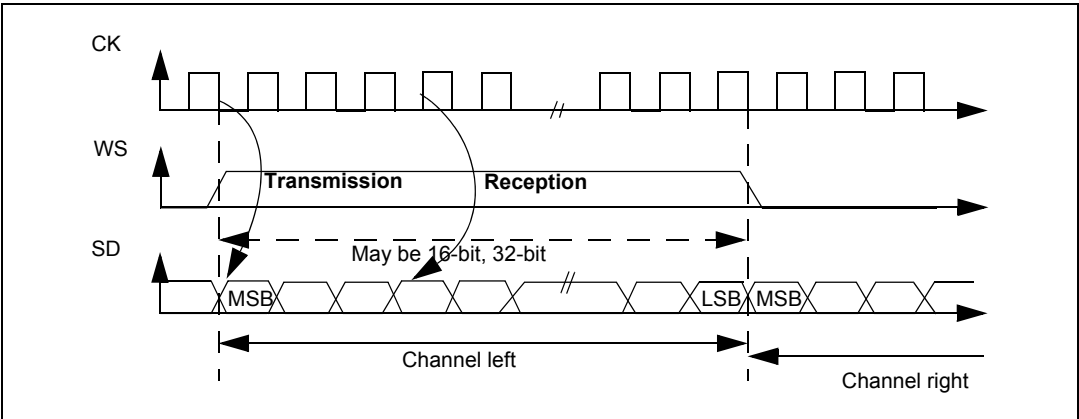 CK
WS
Transmission
Reception
May be 16-bit, 32-bit
SD
MSB
LSB
MSB
Channel left
Channel right